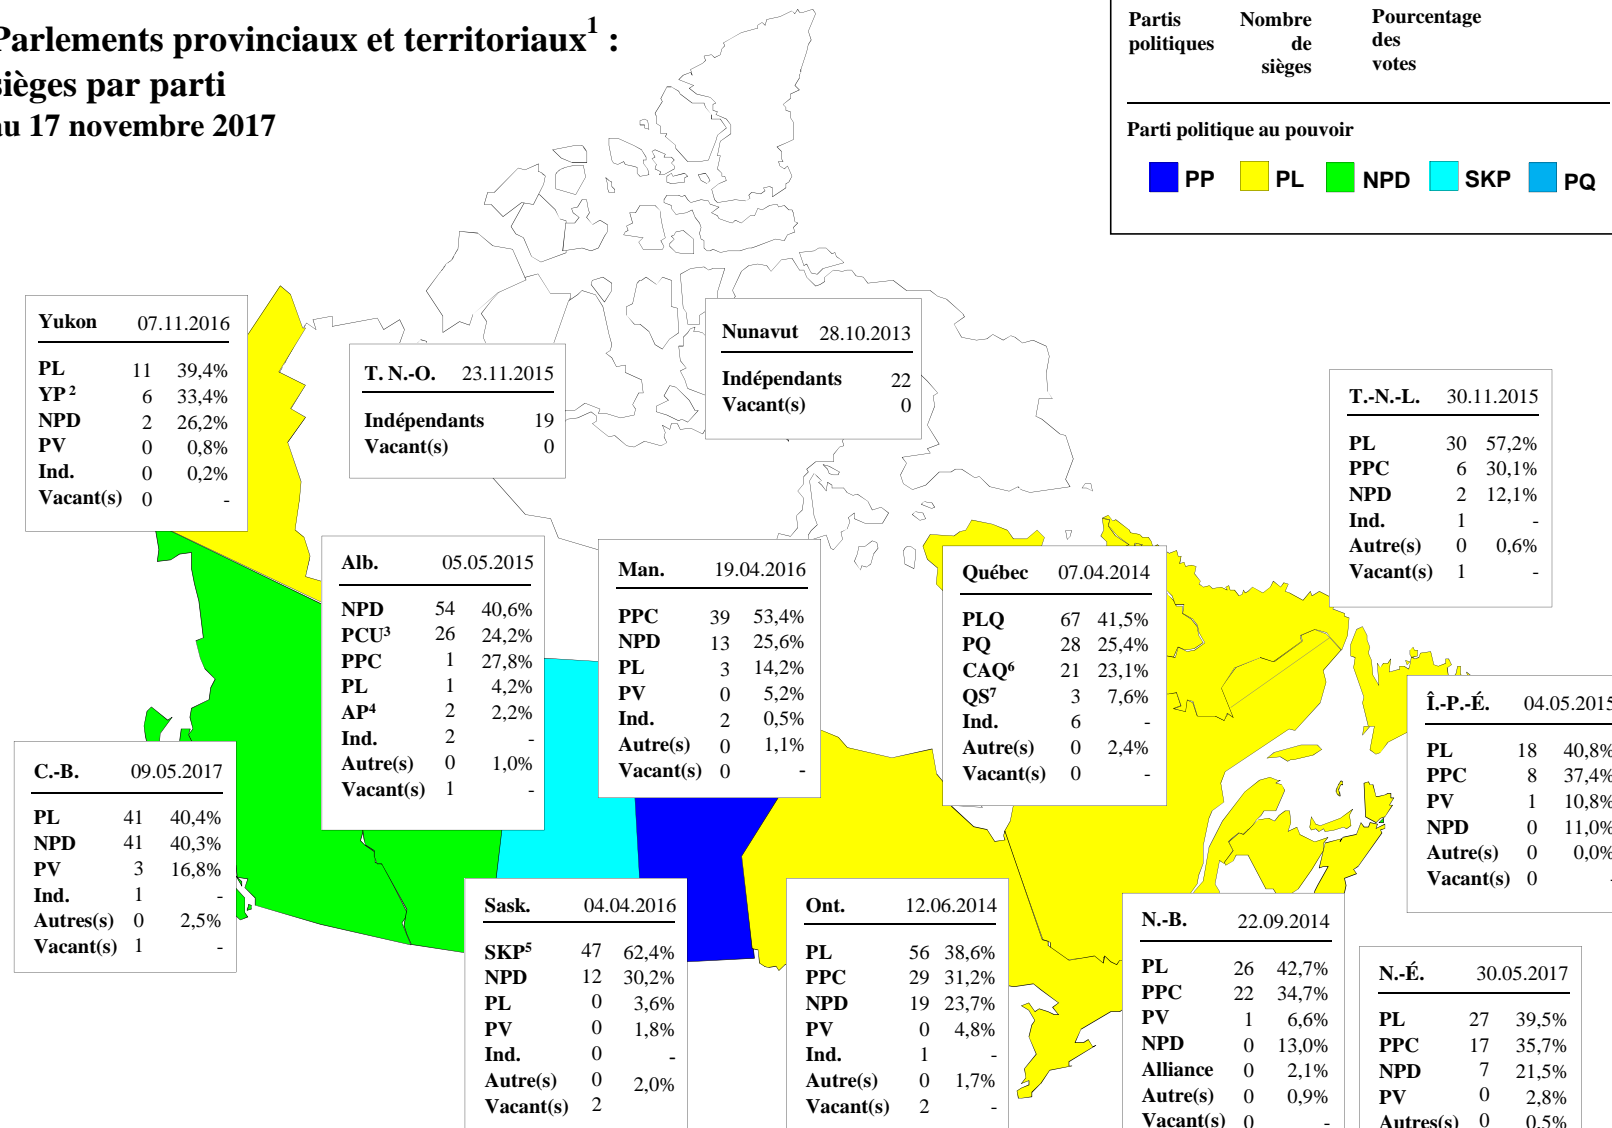 Parlements provinciaux et territoriaux¹ :
sièges par parti
au 17 novembre 2017
Partis politiques
Nombre de sièges
Pourcentage des votes
Parti politique au pouvoir
PP PL NPD SKP PQ
Yukon 07.11.2016
PL 11 39,4%
YP ² 6 33,4%
NPD 2 26,2%
PV 0 0,8%
Ind. 0 0,2%
Vacant(s) 0 -
T. N.-O. 23.11.2015
Indépendants 19
Vacant(s) 0
Nunavut 28.10.2013
Indépendants 22
Vacant(s) 0
T.-N.-L. 30.11.2015
PL 30 57,2%
PPC 6 30,1%
NPD 2 12,1%
Ind. 1 -
Autre(s) 0 0,6%
Vacant(s) 1 -
Alb. 05.05.2015
NPD 54 40,6%
PCU³ 26 24,2%
PPC 1 27,8%
PL 1 4,2%
AP⁴ 2 2,2%
Ind. 2 -
Autre(s) 0 1,0%
Vacant(s) 1 -
Man. 19.04.2016
PPC 39 53,4%
NPD 13 25,6%
PL 3 14,2%
PV 0 5,2%
Ind. 2 0,5%
Autre(s) 0 1,1%
Vacant(s) 0 -
Québec 07.04.2014
PLQ 67 41,5%
PQ 28 25,4%
CAQ⁶ 21 23,1%
QS⁷ 3 7,6%
Ind. 6 -
Autre(s) 0 2,4%
Vacant(s) 0 -
Î.-P.-É. 04.05.2015
PL 18 40,8%
PPC 8 37,4%
PV 1 10,8%
NPD 0 11,0%
Autre(s) 0 0,0%
Vacant(s) 0 -
C.-B. 09.05.2017
PL 41 40,4%
NPD 41 40,3%
PV 3 16,8%
Ind. 1 -
Autres(s) 0 2,5%
Vacant(s) 1 -
Sask. 04.04.2016
SKP⁵ 47 62,4%
NPD 12 30,2%
PL 0 3,6%
PV 0 1,8%
Ind. 0 -
Autre(s) 0 2,0%
Vacant(s) 2
Ont. 12.06.2014
PL 56 38,6%
PPC 29 31,2%
NPD 19 23,7%
PV 0 4,8%
Ind. 1 -
Autre(s) 0 1,7%
Vacant(s) 2 -
N.-B. 22.09.2014
PL 26 42,7%
PPC 22 34,7%
PV 1 6,6%
NPD 0 13,0%
Alliance 0 2,1%
Autre(s) 0 0,9%
Vacant(s) 0 -
N.-É. 30.05.2017
PL 27 39,5%
PPC 17 35,7%
NPD 7 21,5%
PV 0 2,8%
Autres(s) 0 0,5%